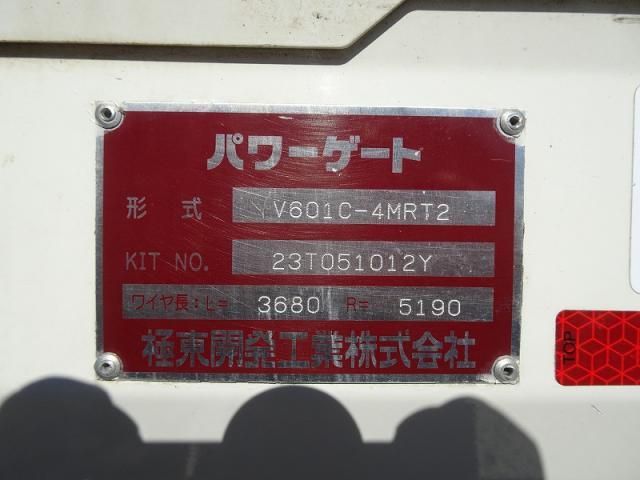 パワーゲート
形式 V601C-4MRT2
KIT NO. 23T051012Y
ワイヤ長:L= 3680 R= 5190
極東開発工業株式会社
TOP